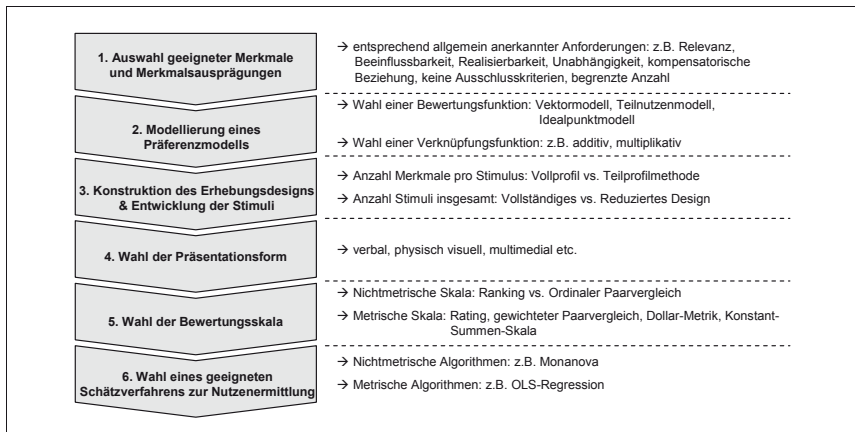 1. Auswahl geeigneter Merkmale
und Merkmalsausprägungen
→ entsprechend allgemein anerkannter Anforderungen: z.B. Relevanz,
Beeinflussbarkeit, Realisierbarkeit, Unabhängigkeit, kompensatorische
Beziehung, keine Ausschlusskriterien, begrenzte Anzahl
2. Modellierung eines
Präferenzmodells
→ Wahl einer Bewertungsfunktion: Vektormodell, Teilnutzenmodell,
Idealpunktmodell
→ Wahl einer Verknüpfungsfunktion: z.B. additiv, multiplikativ
3. Konstruktion des Erhebungsdesigns
& Entwicklung der Stimuli
→ Anzahl Merkmale pro Stimulus: Vollprofil vs. Teilprofilmethode
→ Anzahl Stimuli insgesamt: Vollständiges vs. Reduziertes Design
4. Wahl der Präsentationsform
→ verbal, physisch visuell, multimedial etc.
5. Wahl der Bewertungsskala
→ Nichtmetrische Skala: Ranking vs. Ordinaler Paarvergleich
→ Metrische Skala: Rating, gewichteter Paarvergleich, Dollar-Metrik, Konstant-
Summen-Skala
6. Wahl eines geeigneten
Schätzverfahrens zur Nutzenermittlung
→ Nichtmetrische Algorithmen: z.B. Monanova
→ Metrische Algorithmen: z.B. OLS-Regression